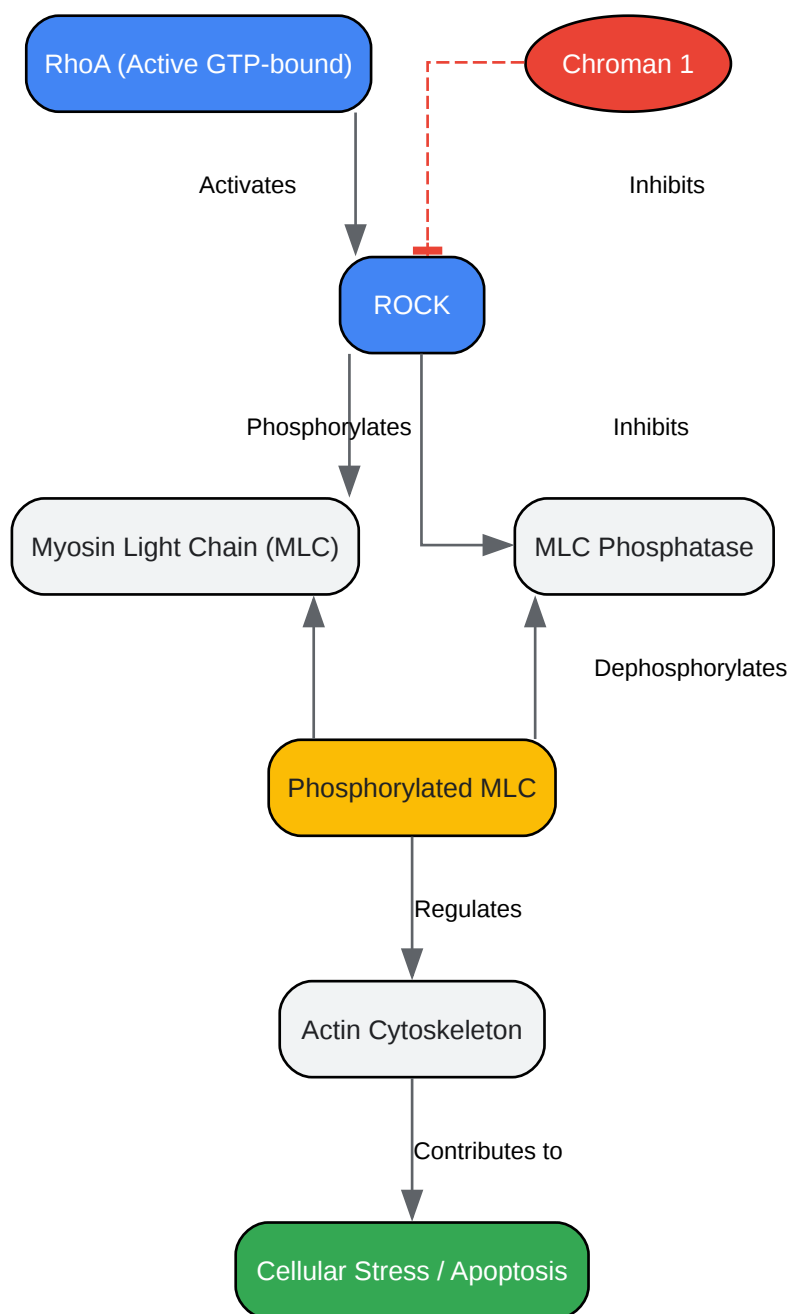 RhoA (Active GTP-bound)
Chroman 1
Activates
Inhibits
ROCK
Phosphorylates
Inhibits
Myosin Light Chain (MLC)
MLC Phosphatase
Dephosphorylates
Phosphorylated MLC
Regulates
Actin Cytoskeleton
Contributes to
Cellular Stress / Apoptosis